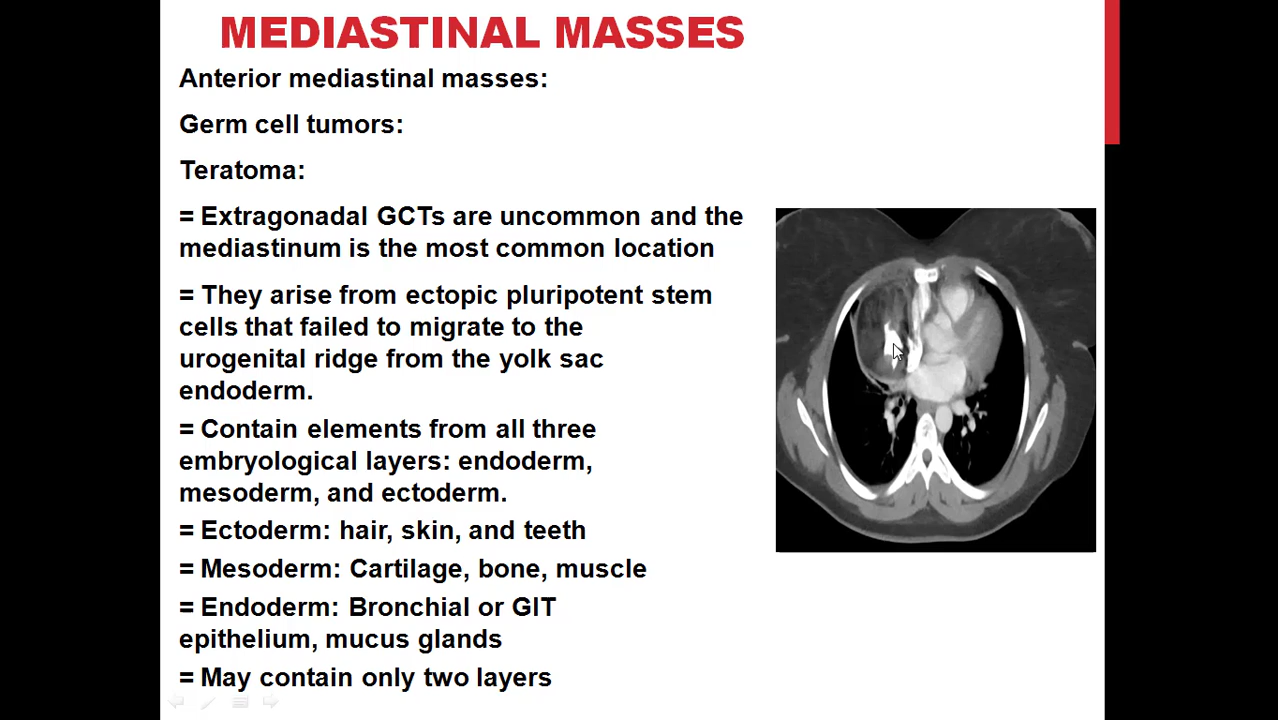 MEDIASTINAL MASSES
Anterior mediastinal masses:
Germ cell tumors:
Teratoma:
= Extragonadal GCTs are uncommon and the
mediastinum is the most common location
= They arise from ectopic pluripotent stem
cells that failed to migrate to the
urogenital ridge from the yolk sac
endoderm.
= Contain elements from all three
embryological layers: endoderm,
mesoderm, and ectoderm.
= Ectoderm: hair, skin, and teeth
= Mesoderm: Cartilage, bone, muscle
= Endoderm: Bronchial or GIT
epithelium, mucus glands
= May contain only two layers